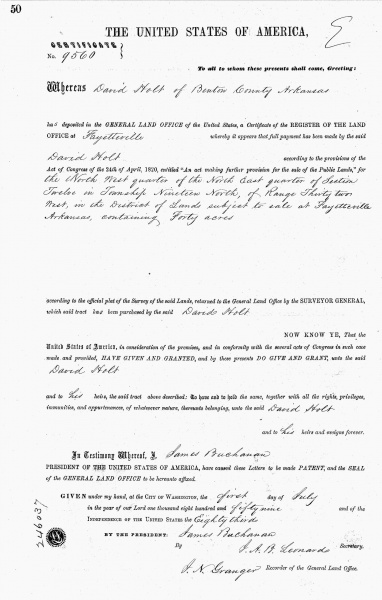 50
THE UNITED STATES OF AMERICA,
CERTIFICATE
No. 9560
To all to whom these presents shall come, Greeting:
Whereas David Holt of Benton County Arkansas
has deposited in the GENERAL LAND OFFICE of the United States, a Certificate of the REGISTER OF THE LAND
OFFICE at Fayetteville whereby it appears that full payment has been made by the said
David Holt according to the provisions of the
Act of Congress of the 24th of April, 1820, entitled "An act making further provision for the sale of the Public Lands," for
the North West quarter of the North East quarter of Section
Twelve in Township Nineteen North, of Range Thirty two
West, in the District of Lands subject to sale at Fayetteville
Arkansas, containing Forty acres
according to the official plat of the Survey of the said Lands, returned to the General Land Office by the SURVEYOR GENERAL,
which said tract has been purchased by the said David Holt
NOW KNOW YE, That the
United States of America, in consideration of the premises, and in conformity with the several acts of Congress in such case
made and provided, HAVE GIVEN AND GRANTED, and by these presents DO GIVE AND GRANT, unto the said
David Holt
and to his heirs, the said tract above described: To have and to hold the same, together with all the rights, privileges,
immunities, and appurtenances, of whatsoever nature, thereunto belonging, unto the said David Holt
and to his heirs and assigns forever.
In Testimony Whereof, I, James Buchanan
PRESIDENT OF THE UNITED STATES OF AMERICA, have caused these Letters to be made PATENT, and the SEAL
of the GENERAL LAND OFFICE to be hereunto affixed.
GIVEN under my hand, at the CITY OF WASHINGTON, the first day of July
in the year of our Lord one thousand eight hundred and fifty nine and of the
INDEPENDENCE OF THE UNITED STATES the Eighty third
BY THE PRESIDENT: James Buchanan
By J. A. B. Leonard Secretary.
J. N. Granger Recorder of the General Land Office.
246037